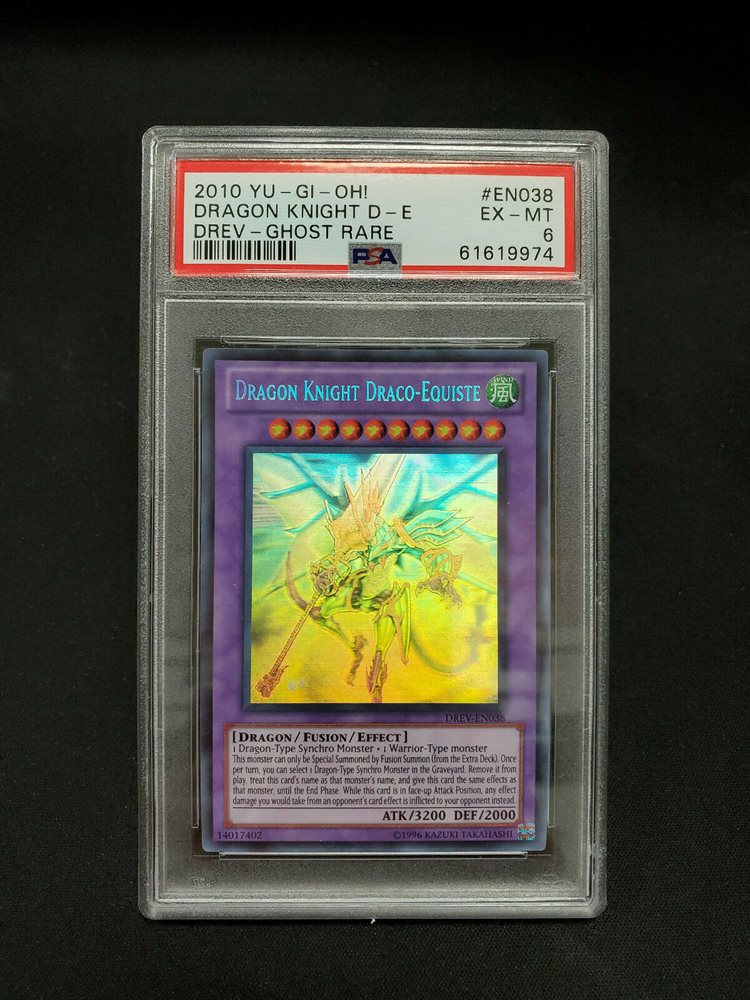 2010 YU-GI-OH! #EN038
DRAGON KNIGHT D-E EX-MT
DREV-GHOST RARE 6
PSA 61619974
DRAGON KNIGHT DRACO-EQUISTE
WIND
風
DREV-EN038
[DRAGON/FUSION/EFFECT]
1 Dragon-Type Synchro Monster + 1 Warrior-Type monster
This monster can only be Special Summoned by Fusion Summon (from the Extra Deck). Once
per turn, you can select 1 Dragon-Type Synchro Monster in the Graveyard. Remove it from
play, treat this card's name as that monster's name, and give this card the same effects as
that monster, until the End Phase. While this card is in face-up Attack Position, any effect
damage you would take from an opponent's card effect is inflicted to your opponent instead.
ATK/3200 DEF/2000
14017402 ©1996 KAZUKI TAKAHASHI